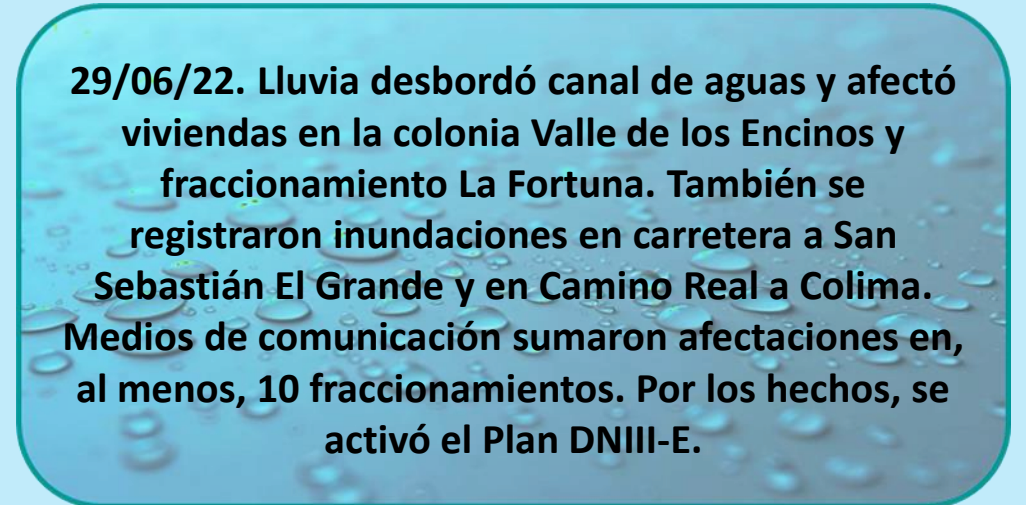 29/06/22. Lluvia desbordó canal de aguas y afectó
viviendas en la colonia Valle de los Encinos y
fraccionamiento La Fortuna. También se
registraron inundaciones en carretera a San
Sebastián El Grande y en Camino Real a Colima.
Medios de comunicación sumaron afectaciones en,
al menos, 10 fraccionamientos. Por los hechos, se
activó el Plan DNIII-E.